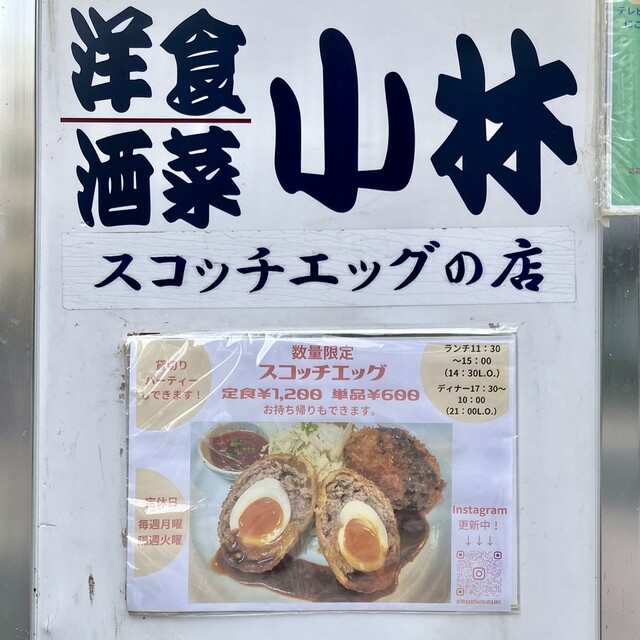 洋食
酒菜
小林
スコッチエッグの店
貸切り
パーティー
もできます！
数量限定
スコッチエッグ
定食¥1,200 単品¥600
お持ち帰りもできます。
ランチ11：30
～15：00
（14：30L.O.）
ディナー17：30～
10：00
（21：00L.O.）
定休日
毎週月曜
隔週火曜
Instagram
更新中！
↓↓↓
テレビ